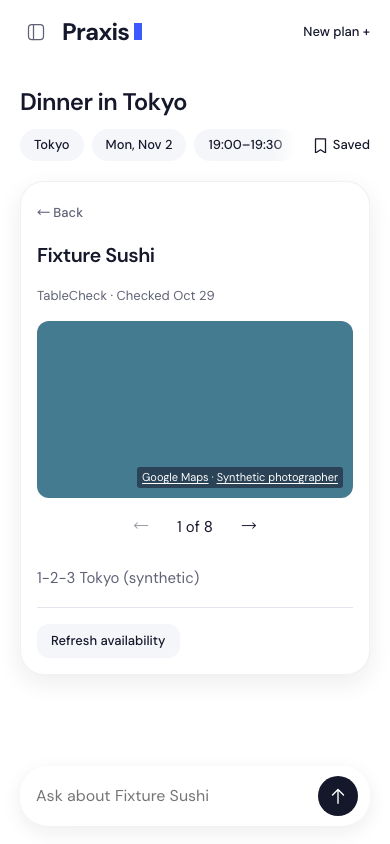 Praxis
New plan +
Dinner in Tokyo
Tokyo
Mon, Nov 2
19:00–19:30
Saved
← Back
Fixture Sushi
TableCheck · Checked Oct 29
Google Maps · Synthetic photographer
← 1 of 8 →
1-2-3 Tokyo (synthetic)
Refresh availability
Ask about Fixture Sushi